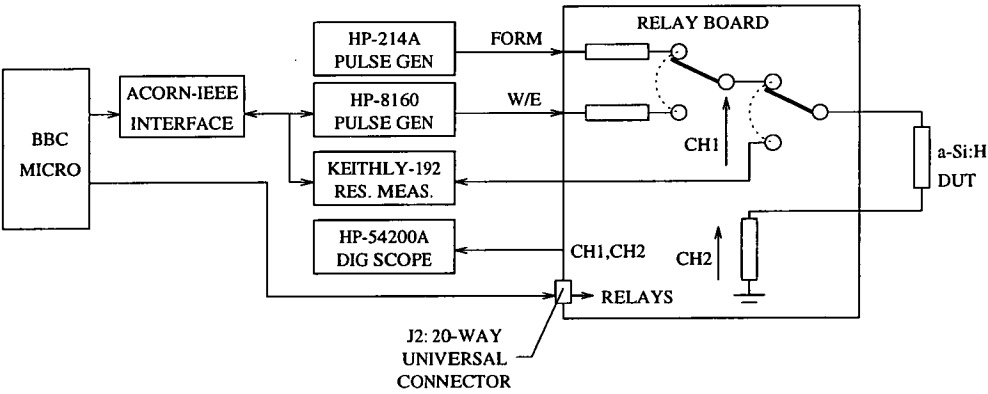 RELAY BOARD
HP-214A
PULSE GEN
FORM
ACORN-IEEE
INTERFACE
HP-8160
PULSE GEN
W/E
BBC
MICRO
CH1
KEITHLY-192
RES. MEAS.
a-Si:H
DUT
HP-54200A
DIG SCOPE
CH1,CH2
CH2
RELAYS
J2: 20-WAY
UNIVERSAL
CONNECTOR